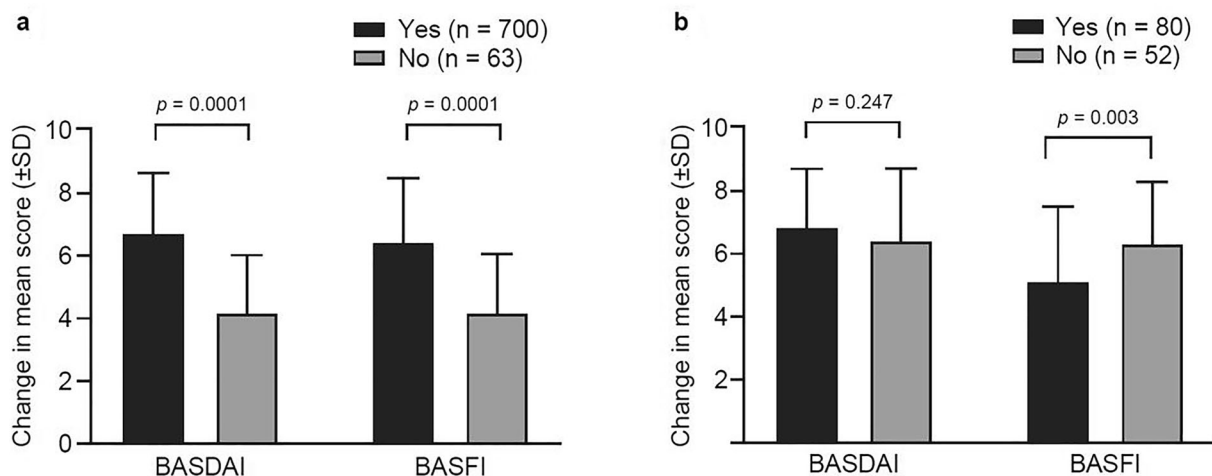 a
Yes (n = 700)
No (n = 63)
p = 0.0001
p = 0.0001
Change in mean score (±SD)
10
8
6
4
2
0
BASDAI
BASFI
b
Yes (n = 80)
No (n = 52)
p = 0.247
p = 0.003
Change in mean score (±SD)
10
8
6
4
2
BASDAI
BASFI